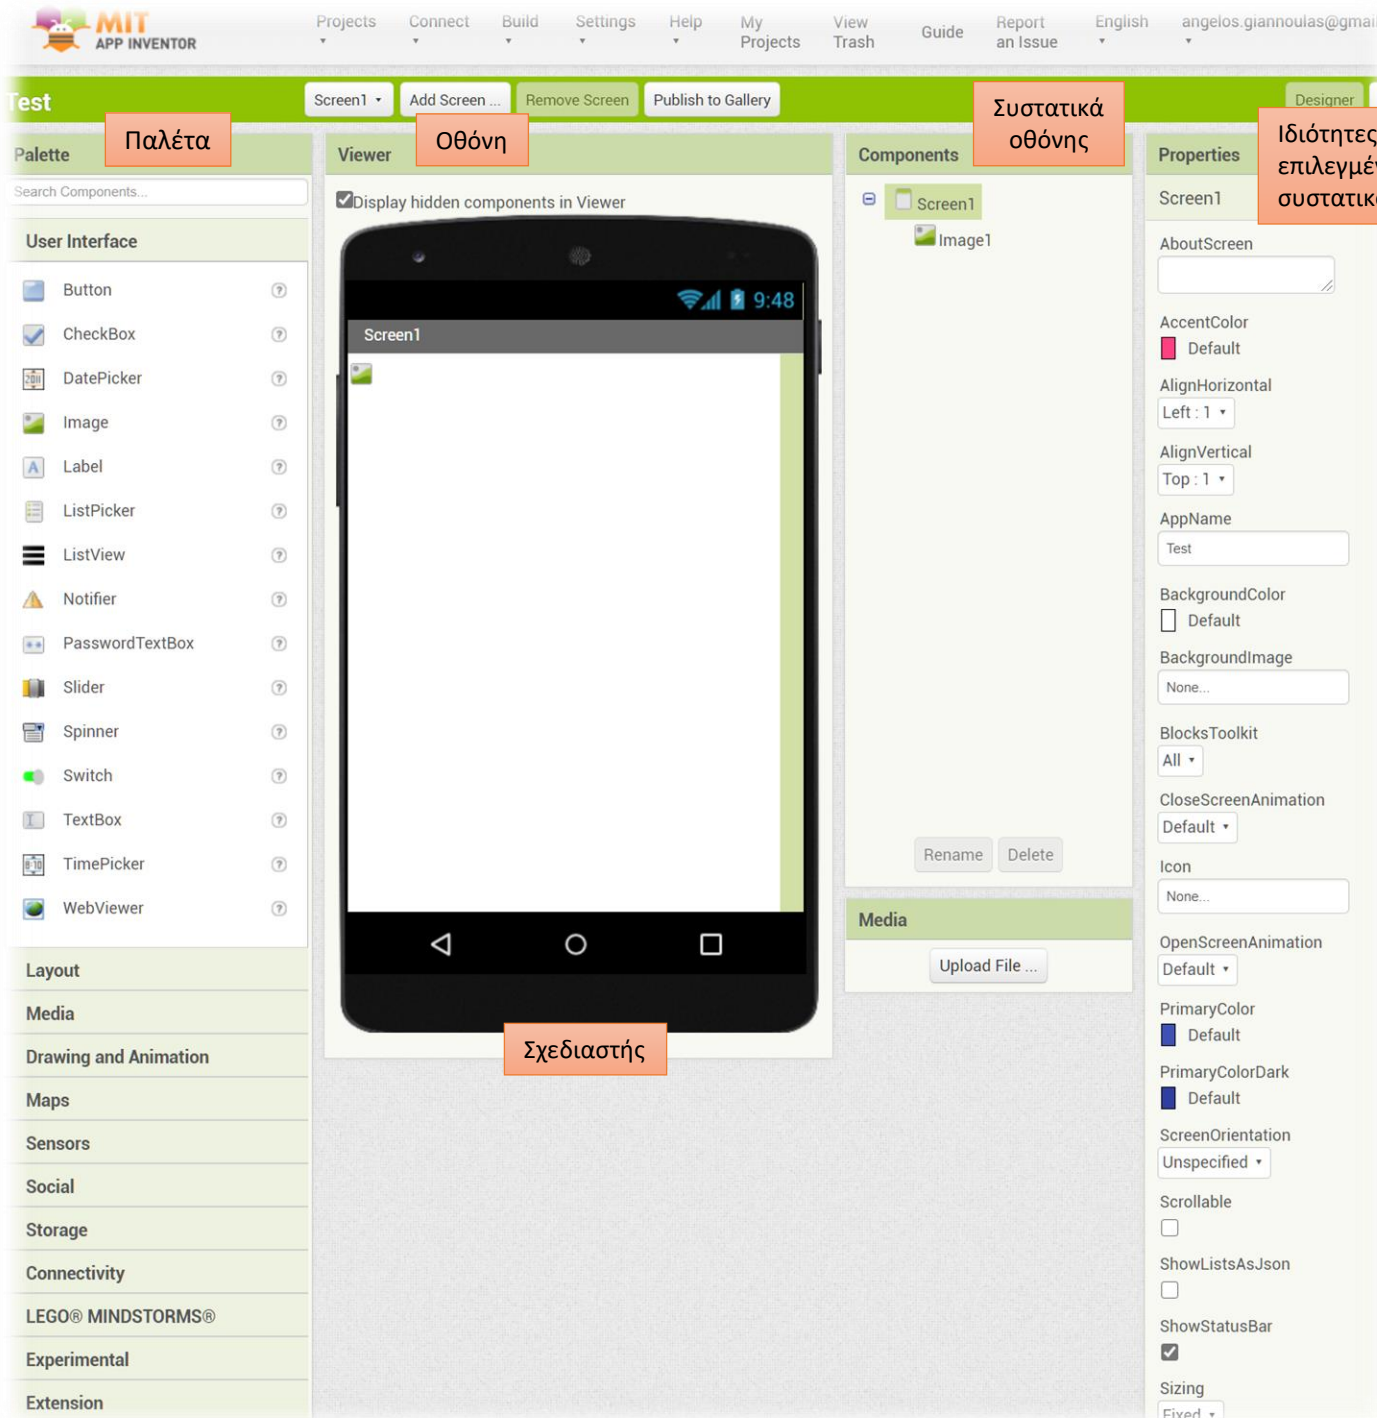 MIT
APP INVENTOR
Projects
Connect
Build
Settings
Help
My
Projects
View
Trash
Guide
Report
an Issue
English
angelos.giannoulas@gmai
Test
Screen1
Add Screen ...
Remove Screen
Publish to Gallery
Designer
Παλέτα
Οθόνη
Συστατικά
οθόνης
Ιδιότητες
επιλεγμέν
συστατικ
Palette
Search Components...
User Interface
Button
CheckBox
DatePicker
Image
Label
ListPicker
ListView
Notifier
PasswordTextBox
Slider
Spinner
Switch
TextBox
TimePicker
WebViewer
Layout
Media
Drawing and Animation
Maps
Sensors
Social
Storage
Connectivity
LEGO® MINDSTORMS®
Experimental
Extension
Viewer
Display hidden components in Viewer
9:48
Screen1
Σχεδιαστής
Components
Screen1
Image1
Rename
Delete
Media
Upload File ...
Properties
Screen1
AboutScreen
AccentColor
Default
AlignHorizontal
Left : 1
AlignVertical
Top : 1
AppName
Test
BackgroundColor
Default
BackgroundImage
None...
BlocksToolkit
All
CloseScreenAnimation
Default
Icon
None...
OpenScreenAnimation
Default
PrimaryColor
Default
PrimaryColorDark
Default
ScreenOrientation
Unspecified
Scrollable
ShowListsAsJson
ShowStatusBar
Sizing
Fixed